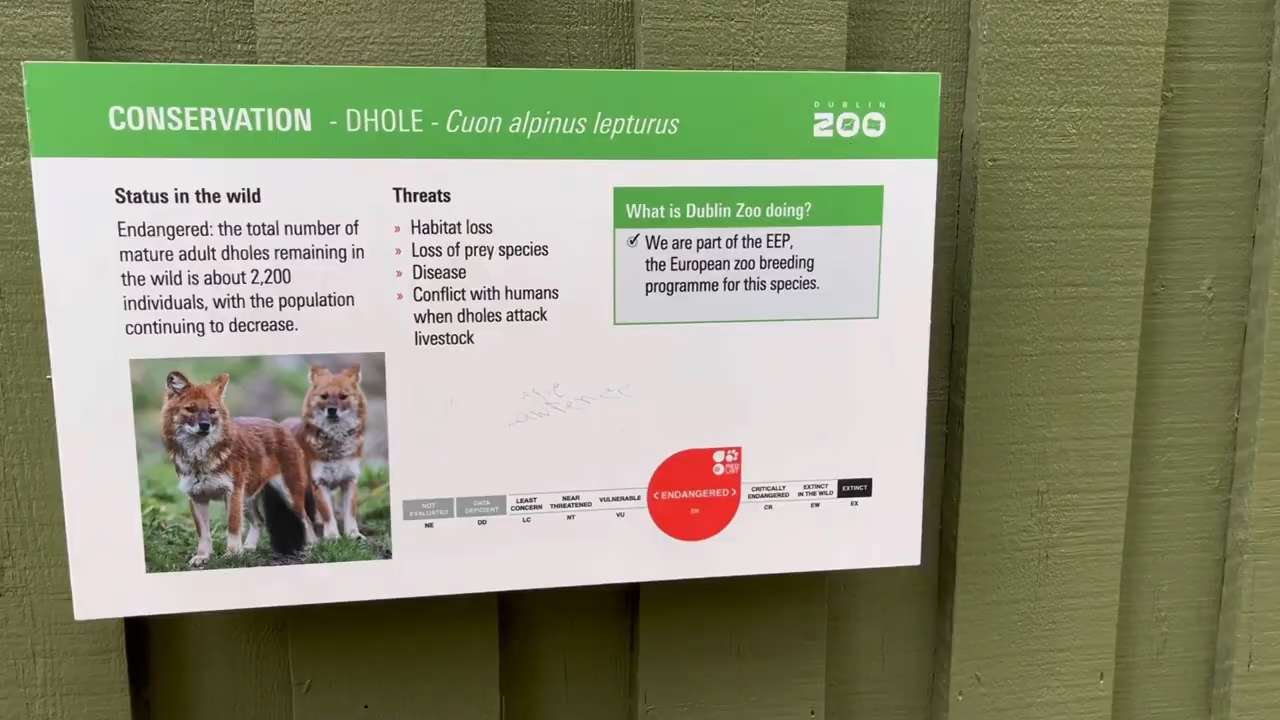 CONSERVATION - DHOLE - Cuon alpinus lepturus
DUBLIN
ZOO
Status in the wild
Endangered: the total number of
mature adult dholes remaining in
the wild is about 2,200
individuals, with the population
continuing to decrease.
Threats
» Habitat loss
» Loss of prey species
» Disease
» Conflict with humans
when dholes attack
livestock
What is Dublin Zoo doing?
We are part of the EEP,
the European zoo breeding
programme for this species.
NOT
EVALUATED
NE
DATA
DEFICIENT
DD
LEAST
CONCERN
LC
NEAR
THREATENED
NT
VULNERABLE
VU
RED
LIST
<ENDANGERED>
EN
CRITICALLY
ENDANGERED
CR
EXTINCT
IN THE WILD
EW
EXTINCT
EX